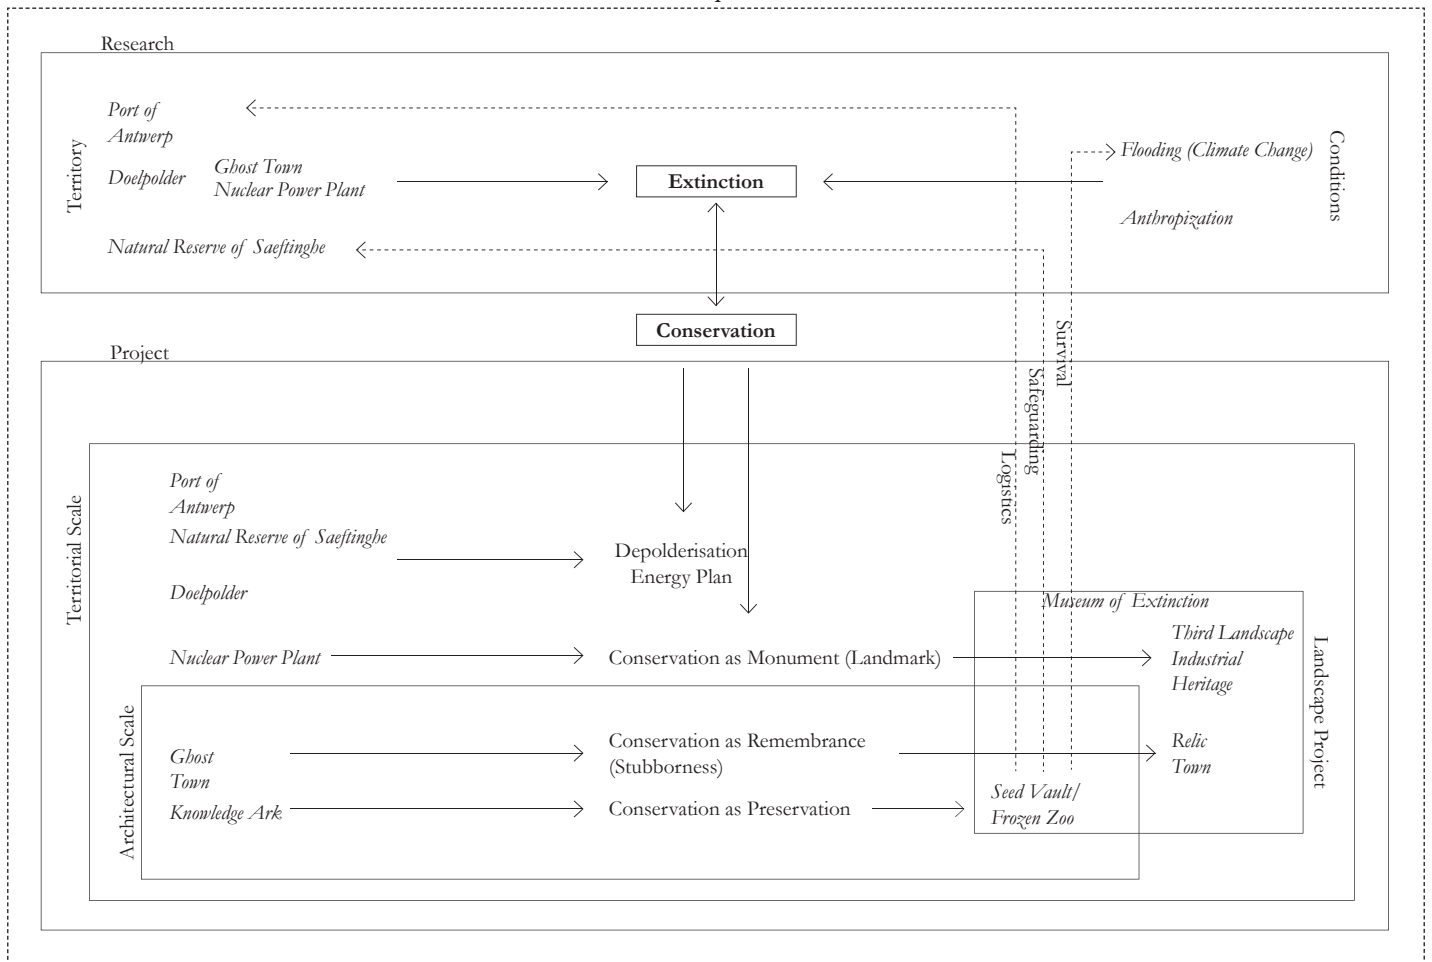 Research
Port of
Antwerp
Territory
Doelpolder
Ghost Town
Nuclear Power Plant
Natural Reserve of Saeftinghe
Extinction
Flooding (Climate Change)
Anthropization
Conditions
Conservation
Survival
Safeguarding
Logistics
Project
Territorial Scale
Port of
Antwerp
Natural Reserve of Saeftinghe
Doelpolder
Depolderisation
Energy Plan
Nuclear Power Plant
Conservation as Monument (Landmark)
Museum of Extinction
Third Landscape
Industrial
Heritage
Landscape Project
Architectural Scale
Ghost
Town
Conservation as Remembrance
(Stubborness)
Relic
Town
Knowledge Ark
Conservation as Preservation
Seed Vault/
Frozen Zoo